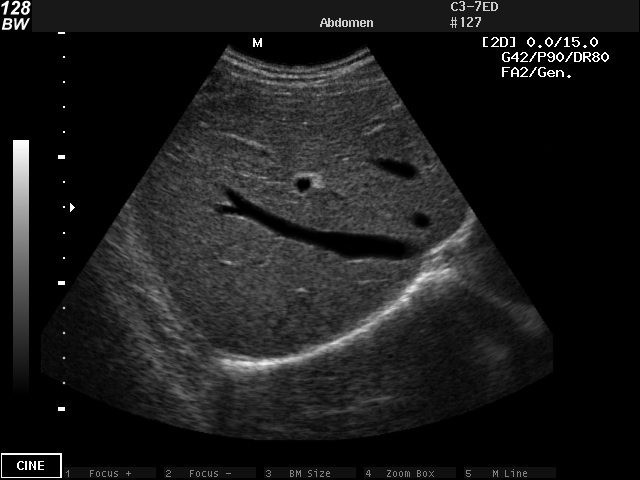 128
BW
C3-7ED
Abdomen
#127
M
[2D] 0.0/15.0
G42/P90/DR80
FA2/Gen.
CINE
1 Focus +
2 Focus -
3 BM Size
4 Zoom Box
5 M Line